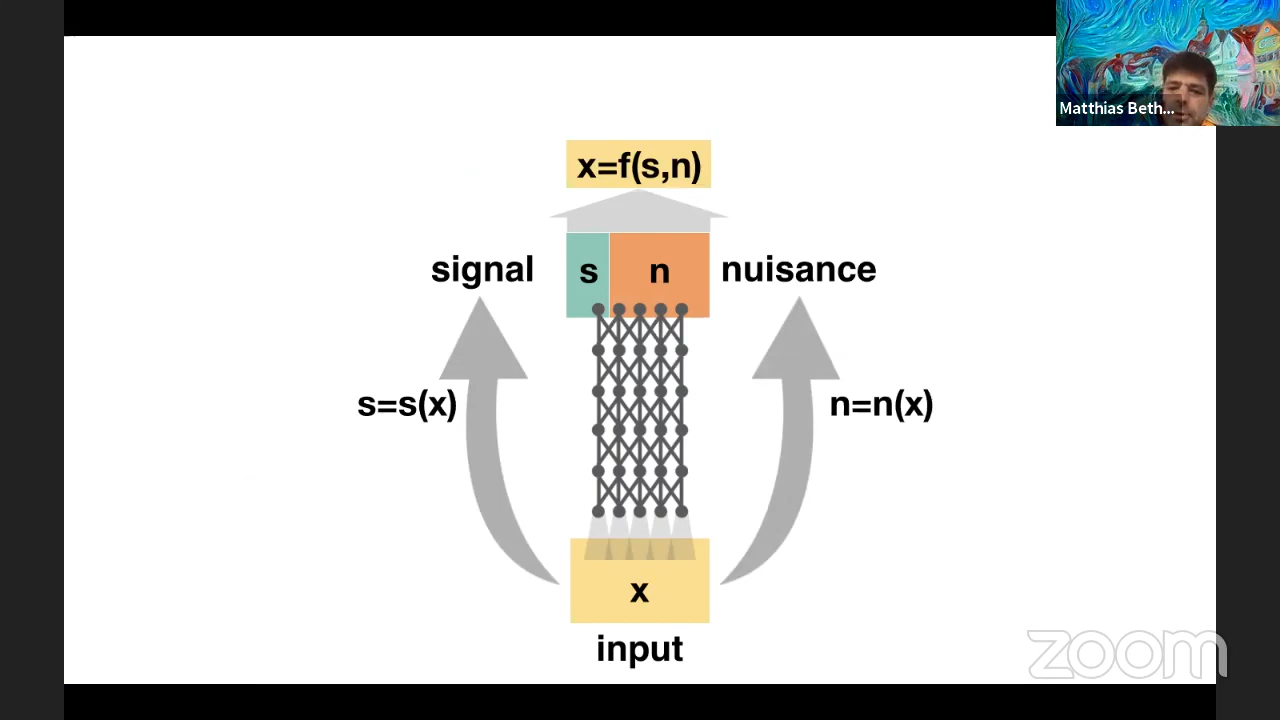 Matthias Beth...
x=f(s,n)
signal
s
n
nuisance
s=s(x)
n=n(x)
x
input
zoom